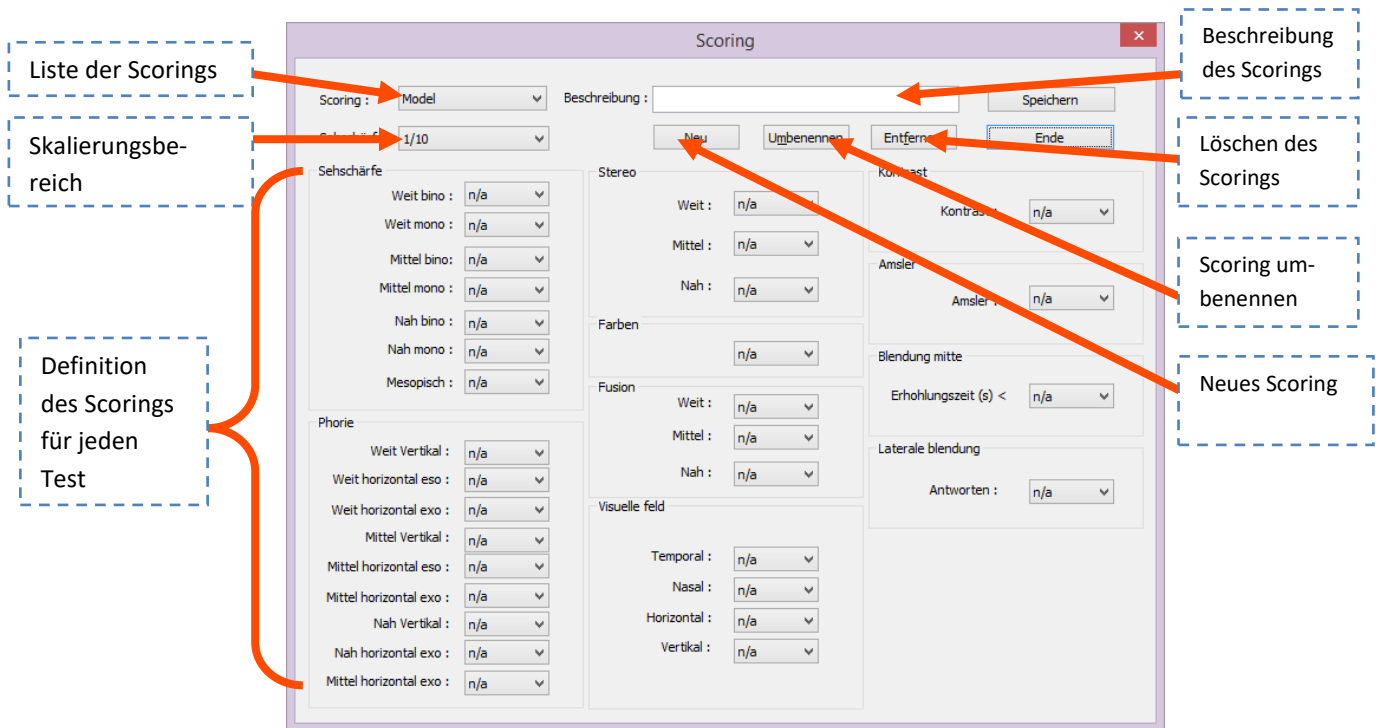 Scoring
Liste der Scorings
Skalierungsbe-
reich
Definition
des Scorings
für jeden
Test
Scoring :
Model
Beschreibung :
Speichern
1/10
Neu
Umbenennen
Ende
Sehschärfe
Weit bino : n/a
Weit mono : n/a
Mittel bino: n/a
Mittel mono : n/a
Nah bino : n/a
Nah mono : n/a
Mesopisch : n/a
Phorie
Weit Vertikal : n/a
Weit horizontal eso : n/a
Weit horizontal exo : n/a
Mittel Vertikal : n/a
Mittel horizontal eso : n/a
Mittel horizontal exo : n/a
Nah Vertikal : n/a
Nah horizontal exo : n/a
Mittel horizontal exo : n/a
Stereo
Weit : n/a
Mittel : n/a
Nah : n/a
Farben
n/a
Fusion
Weit : n/a
Mittel : n/a
Nah : n/a
Visuelle feld
Temporal : n/a
Nasal : n/a
Horizontal : n/a
Vertikal : n/a
Kontrast
Kontrast : n/a
Amsler
Amsler : n/a
Blendung mitte
Erhohlungszeit (s) < n/a
Laterale blendung
Antworten : n/a
Beschreibung
des Scorings
Löschen des
Scorings
Scoring um-
benennen
Neues Scoring